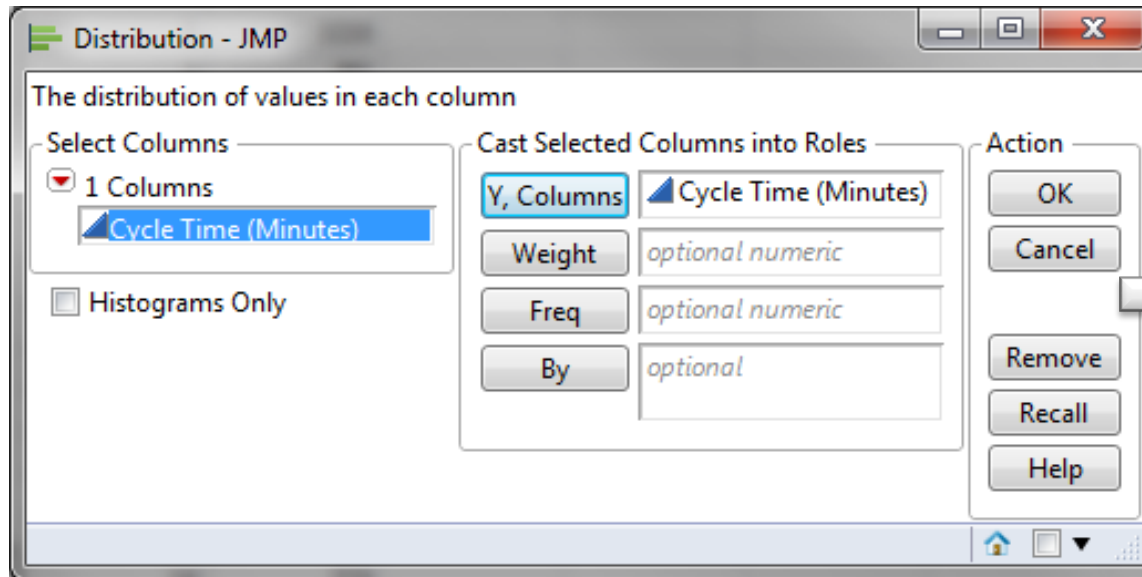 Distribution - JMP
The distribution of values in each column
Select Columns
1 Columns
Cycle Time (Minutes)
Histograms Only
Cast Selected Columns into Roles
Y, Columns
Cycle Time (Minutes)
Weight
optional numeric
Freq
optional numeric
By
optional
Action
OK
Cancel
Remove
Recall
Help